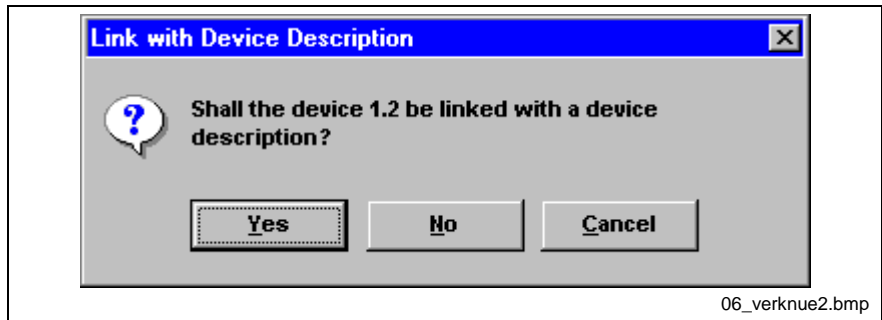 Link with Device Description
Shall the device 1.2 be linked with a device
description?
Yes
No
Cancel
06_verknue2.bmp